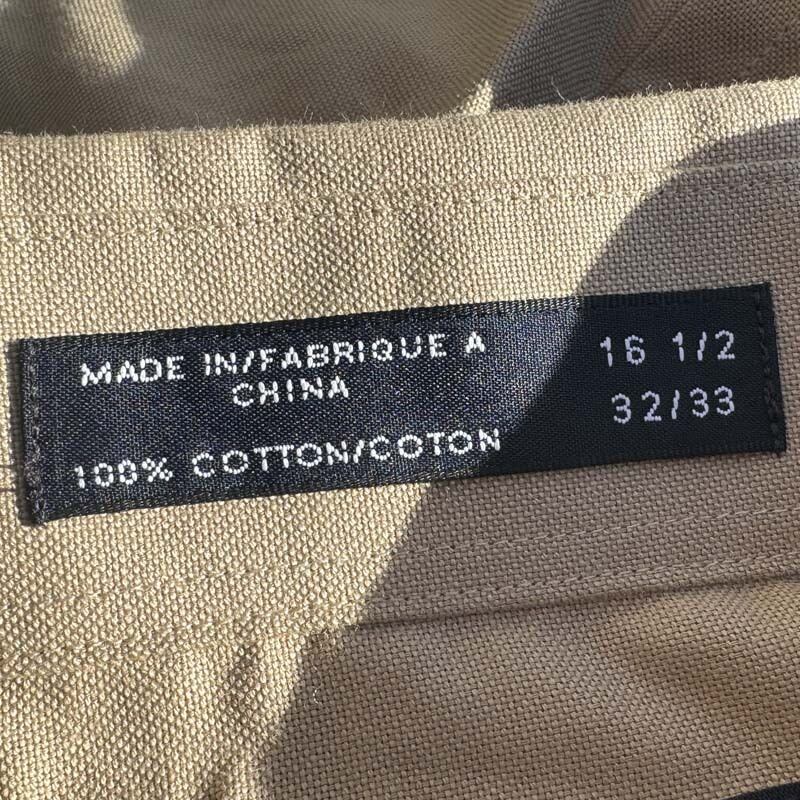 MADE IN/FABRIQUE A
CHINA
100% COTTON/COTON
16 1/2
32/33